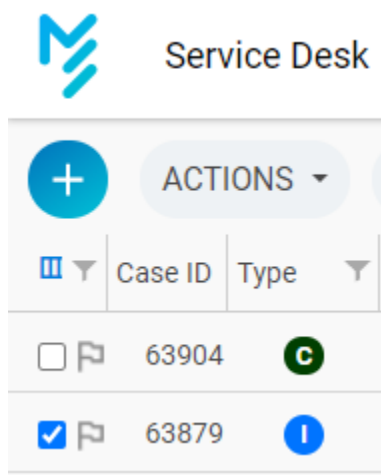 Service Desk
+ ACTIONS
Case ID Type
63904 C
63879 I